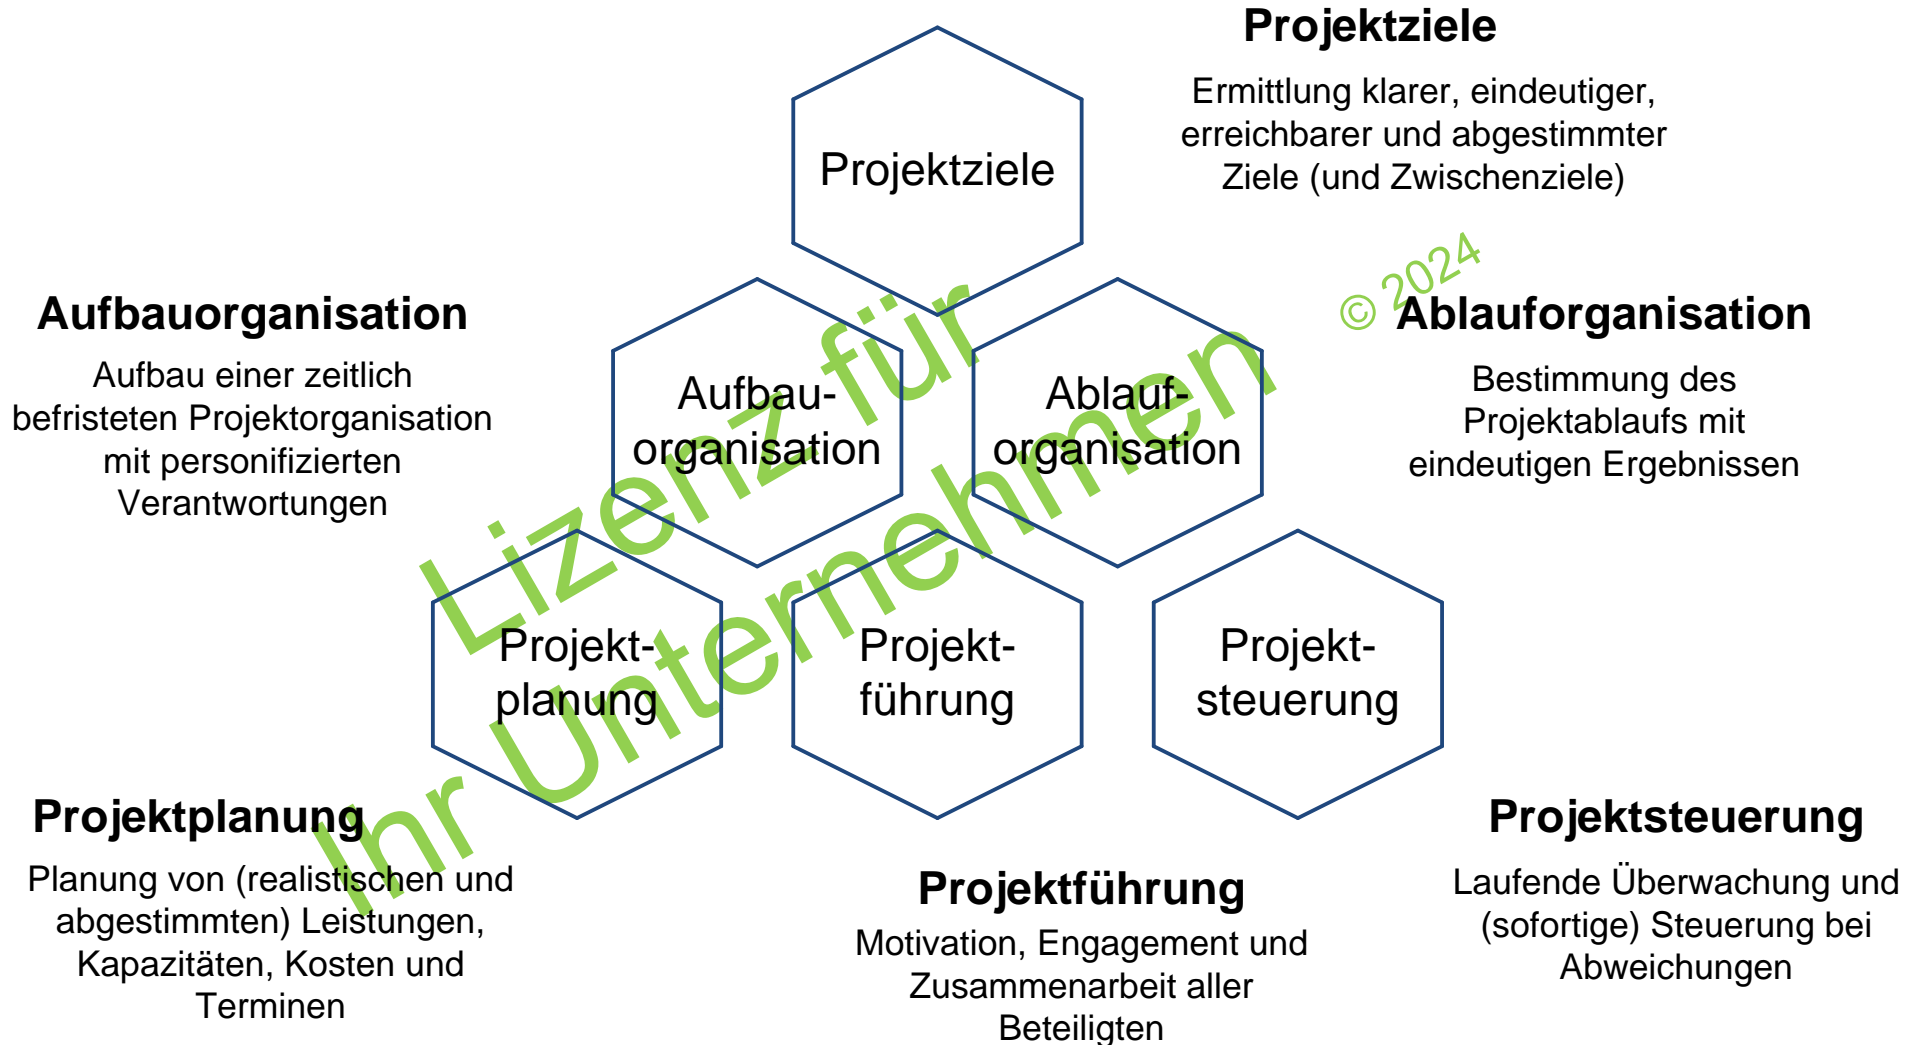 Projektziele
Ermittlung klarer, eindeutiger,
erreichbarer und abgestimmter
Ziele (und Zwischenziele)
Projektziele
© 2024
Aufbauorganisation
Aufbau einer zeitlich
befristeten Projektorganisation
mit personifizierten
Verantwortungen
Aufbau-
organisation
Ablauf-
organisation
Ablauforganisation
Bestimmung des
Projektablaufs mit
eindeutigen Ergebnissen
Lizenz für
Ihr Unternehmen
Projekt-
planung
Projekt-
führung
Projekt-
steuerung
Projektplanung
Planung von (realistischen und
abgestimmten) Leistungen,
Kapazitäten, Kosten und
Terminen
Projektführung
Motivation, Engagement und
Zusammenarbeit aller
Beteiligten
Projektsteuerung
Laufende Überwachung und
(sofortige) Steuerung bei
Abweichungen